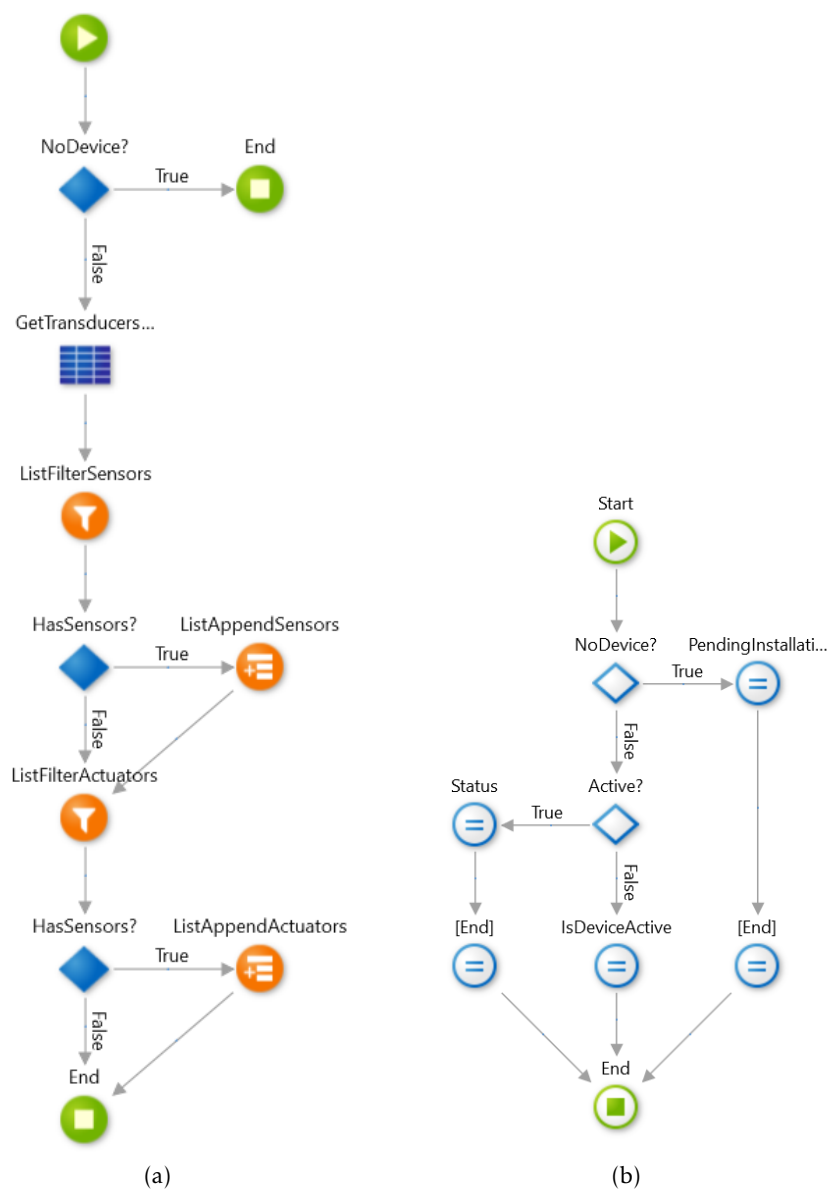 NoDevice?
End
True
False
GetTransducers...
ListFilterSensors
HasSensors?
ListAppendSensors
True
False
ListFilterActuators
HasSensors?
ListAppendActuators
True
False
End
(a)
Start
NoDevice?
PendingInstallati...
True
False
Status
Active?
True
False
[End]
IsDeviceActive
[End]
End
(b)